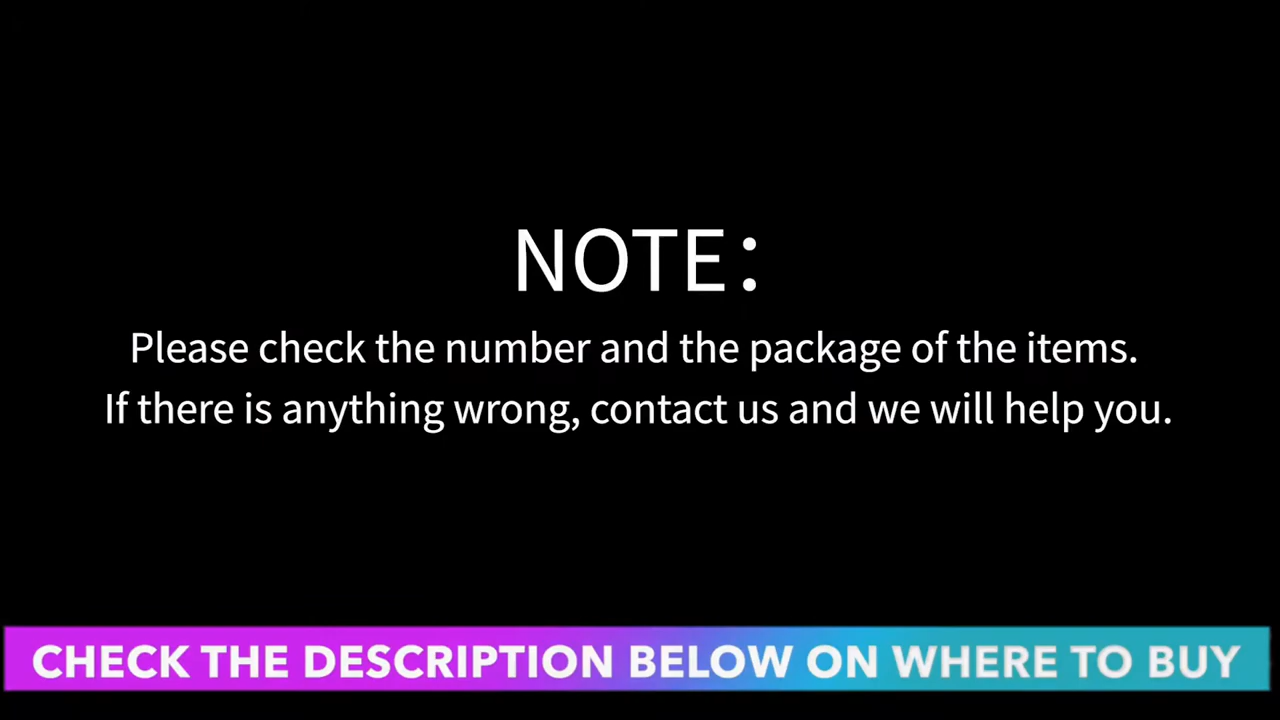 NOTE:
Please check the number and the package of the items.
If there is anything wrong, contact us and we will help you.
CHECK THE DESCRIPTION BELOW ON WHERE TO BUY